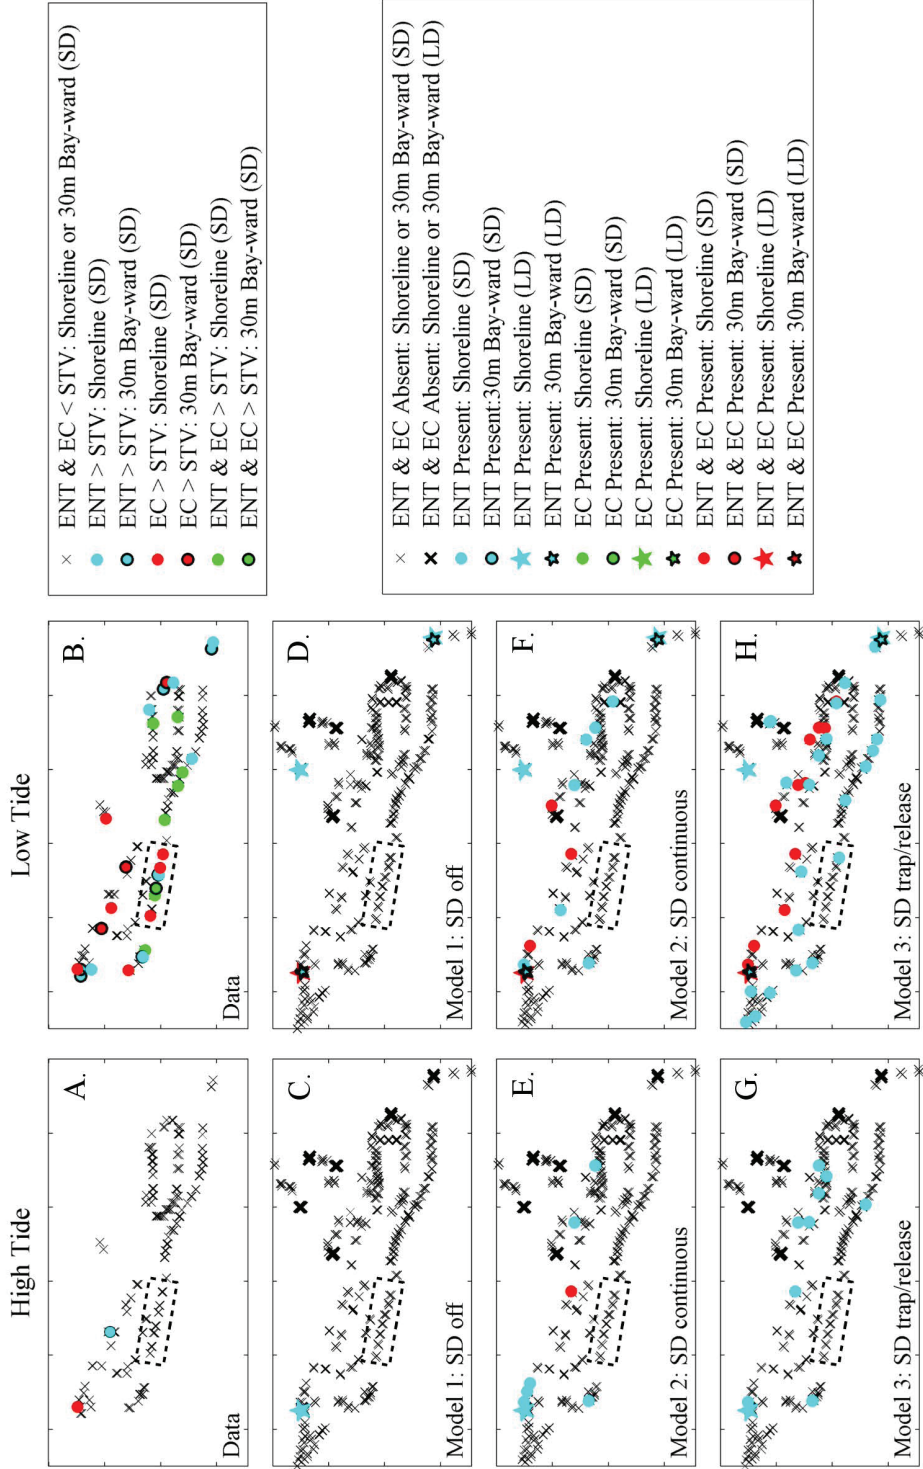 High Tide
Low Tide
A.
Data
B.
Data
C.
Model 1: SD off
D.
Model 1: SD off
E.
Model 2: SD continuous
F.
Model 2: SD continuous
G.
Model 3: SD trap/release
H.
Model 3: SD trap/release
ENT & EC < STV: Shoreline or 30m Bay-ward (SD)
ENT > STV: Shoreline (SD)
ENT > STV: 30m Bay-ward (SD)
EC > STV: Shoreline (SD)
EC > STV: 30m Bay-ward (SD)
ENT & EC > STV: Shoreline (SD)
ENT & EC > STV: 30m Bay-ward (SD)
ENT & EC Absent: Shoreline or 30m Bay-ward (SD)
ENT & EC Absent: Shoreline or 30m Bay-ward (LD)
ENT Present: Shoreline (SD)
ENT Present:30m Bay-ward (SD)
ENT Present: Shoreline (LD)
ENT Present: 30m Bay-ward (LD)
EC Present: Shoreline (SD)
EC Present: 30m Bay-ward (SD)
EC Present: Shoreline (LD)
EC Present: 30m Bay-ward (LD)
ENT & EC Present: Shoreline (SD)
ENT & EC Present: 30m Bay-ward (SD)
ENT & EC Present: Shoreline (LD)
ENT & EC Present: 30m Bay-ward (LD)